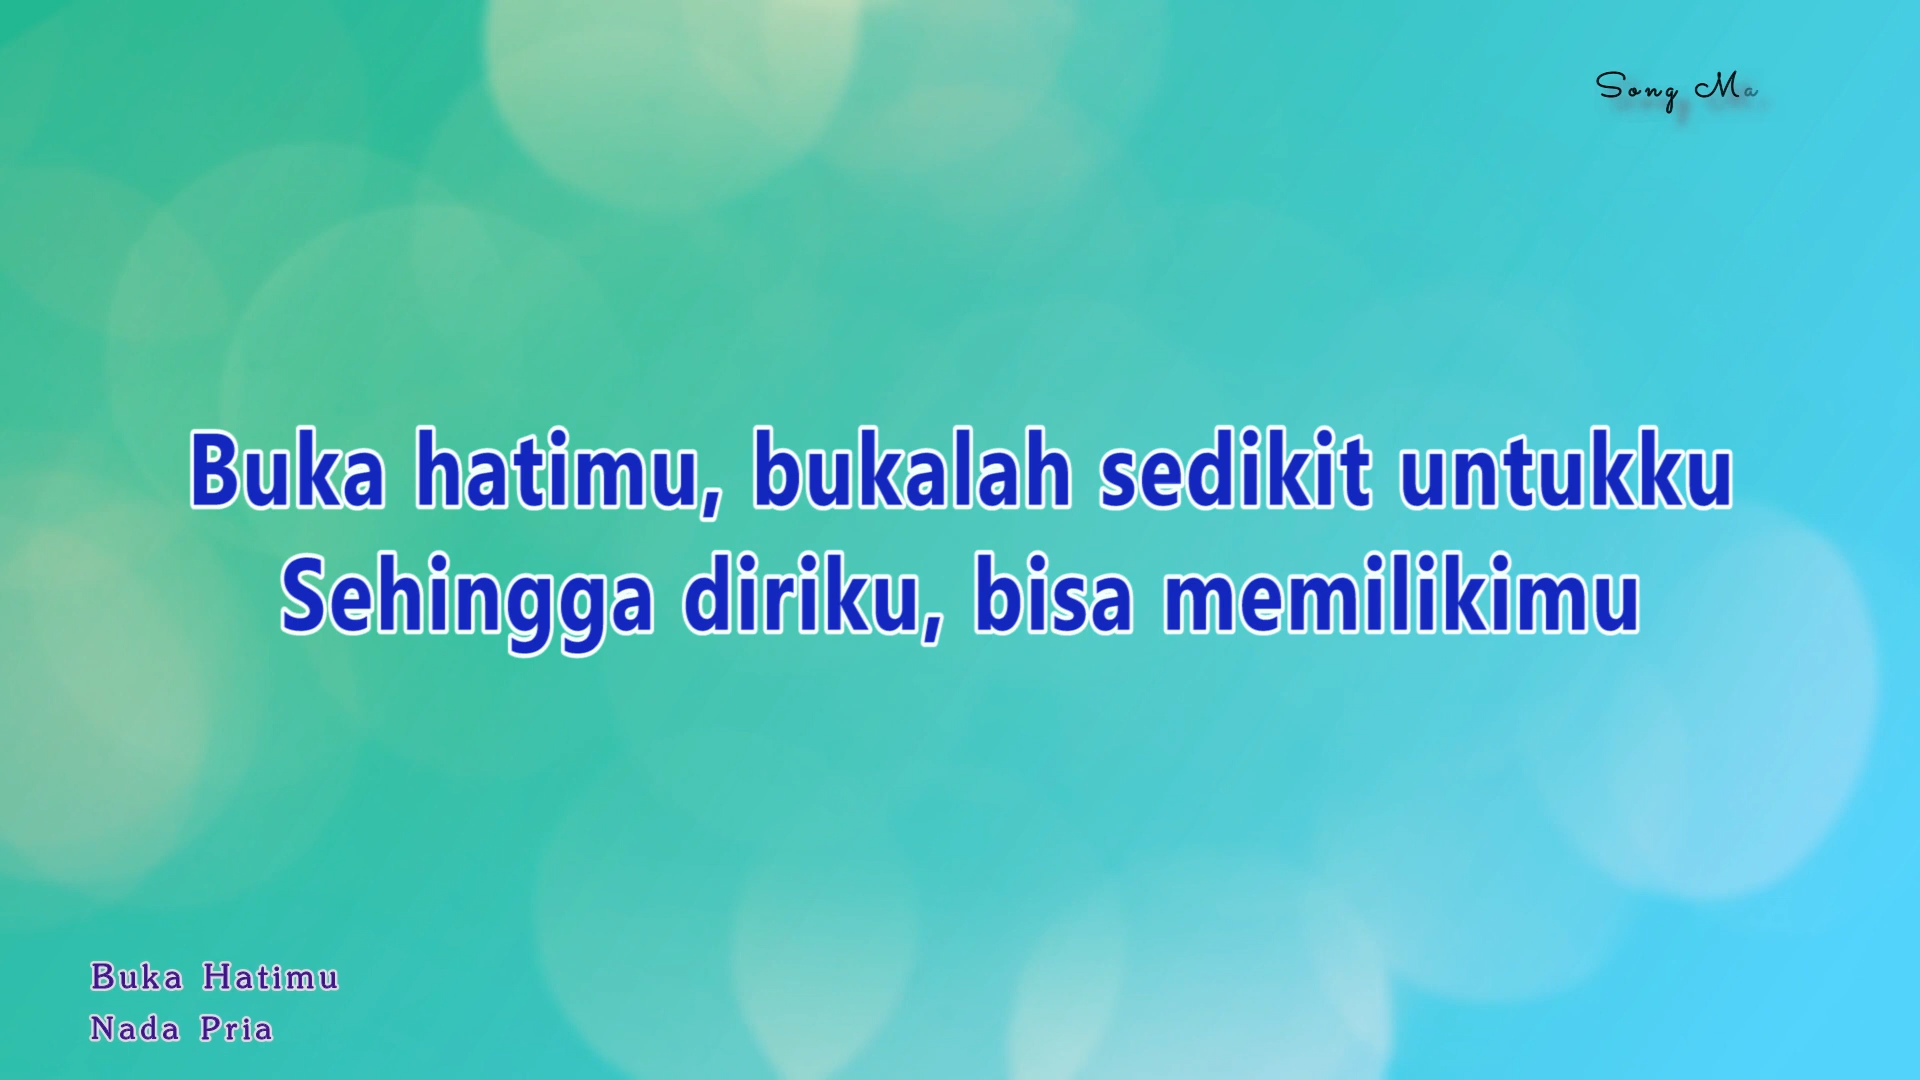 Song Ma
Buka hatimu, bukalah sedikit untukku
Sehingga diriku, bisa memilikimu
Buka Hatimu
Nada Pria